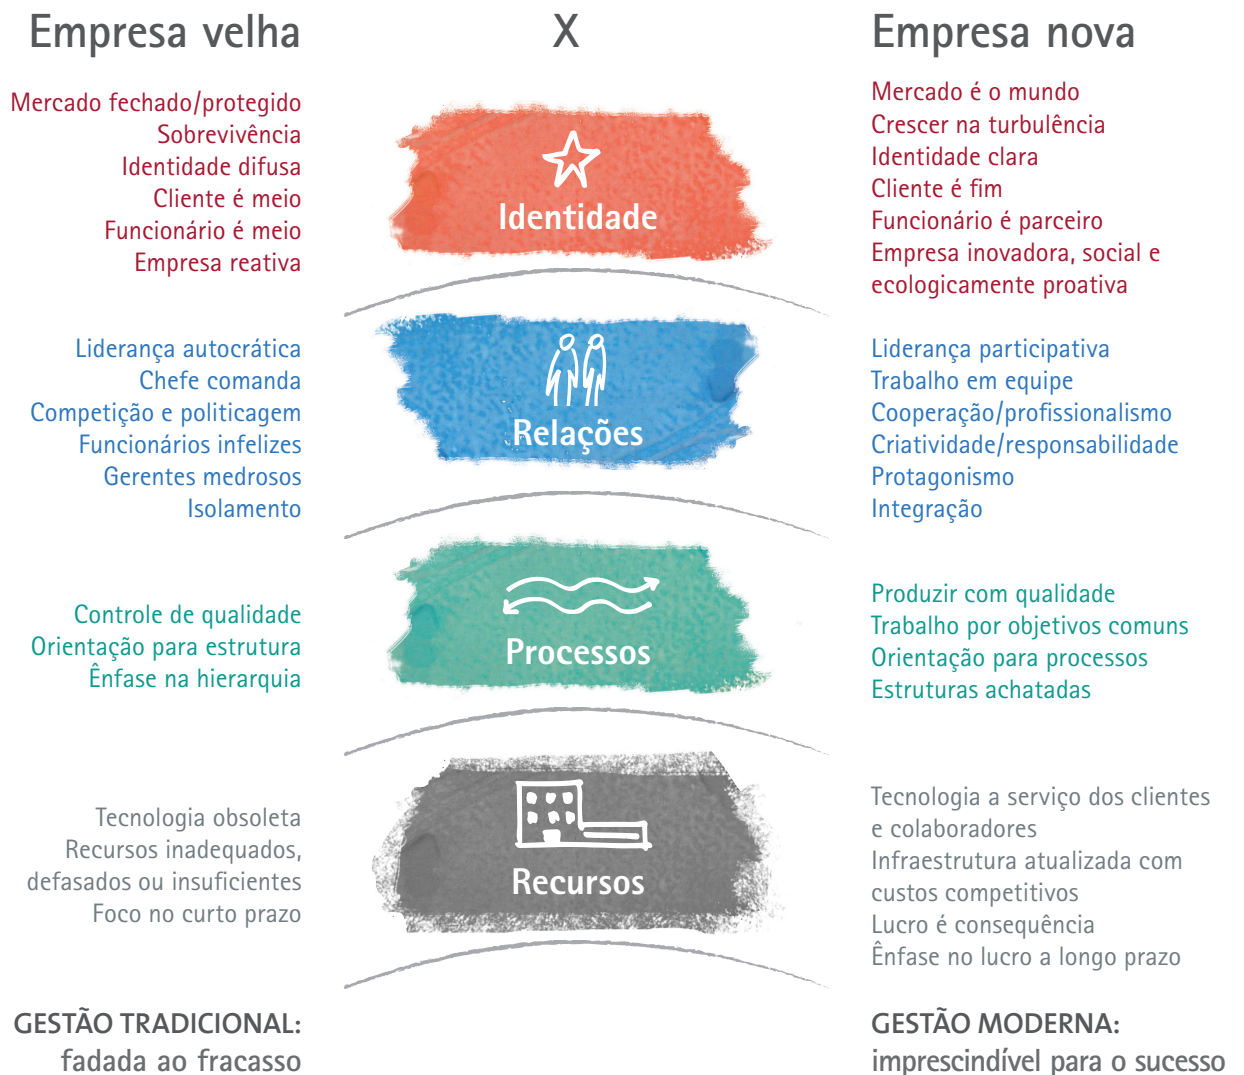 Empresa velha
X
Empresa nova
Mercado fechado/protegido
Sobrevivência
Identidade difusa
Cliente é meio
Funcionário é meio
Empresa reativa
Identidade
Mercado é o mundo
Crescer na turbulência
Identidade clara
Cliente é fim
Funcionário é parceiro
Empresa inovadora, social e
ecologicamente proativa
Liderança autocrática
Chefe comanda
Competição e politicagem
Funcionários infelizes
Gerentes medrosos
Isolamento
Relações
Liderança participativa
Trabalho em equipe
Cooperação/profissionalismo
Criatividade/responsabilidade
Protagonismo
Integração
Controle de qualidade
Orientação para estrutura
Ênfase na hierarquia
Processos
Produzir com qualidade
Trabalho por objetivos comuns
Orientação para processos
Estruturas achatadas
Tecnologia obsoleta
Recursos inadequados,
defasados ou insuficientes
Foco no curto prazo
Recursos
Tecnologia a serviço dos clientes
e colaboradores
Infraestrutura atualizada com
custos competitivos
Lucro é consequência
Ênfase no lucro a longo prazo
GESTÃO TRADICIONAL:
fadada ao fracasso
GESTÃO MODERNA:
imprescindível para o sucesso